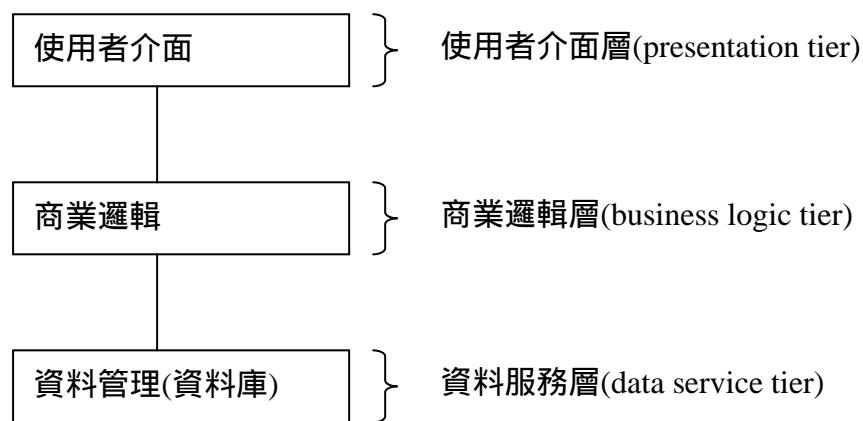 使用者介面 使用者介面層(presentation tier)
商業邏輯 商業邏輯層(business logic tier)
資料管理(資料庫) 資料服務層(data service tier)